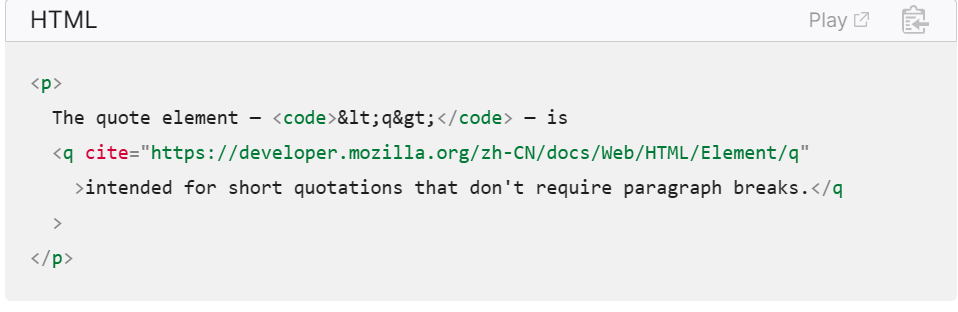 HTML
Play
<p>
  The quote element — <code>&lt;q&gt;</code> — is
  <q cite="https://developer.mozilla.org/zh-CN/docs/Web/HTML/Element/q"
    >intended for short quotations that don't require paragraph breaks.</q
  >
</p>